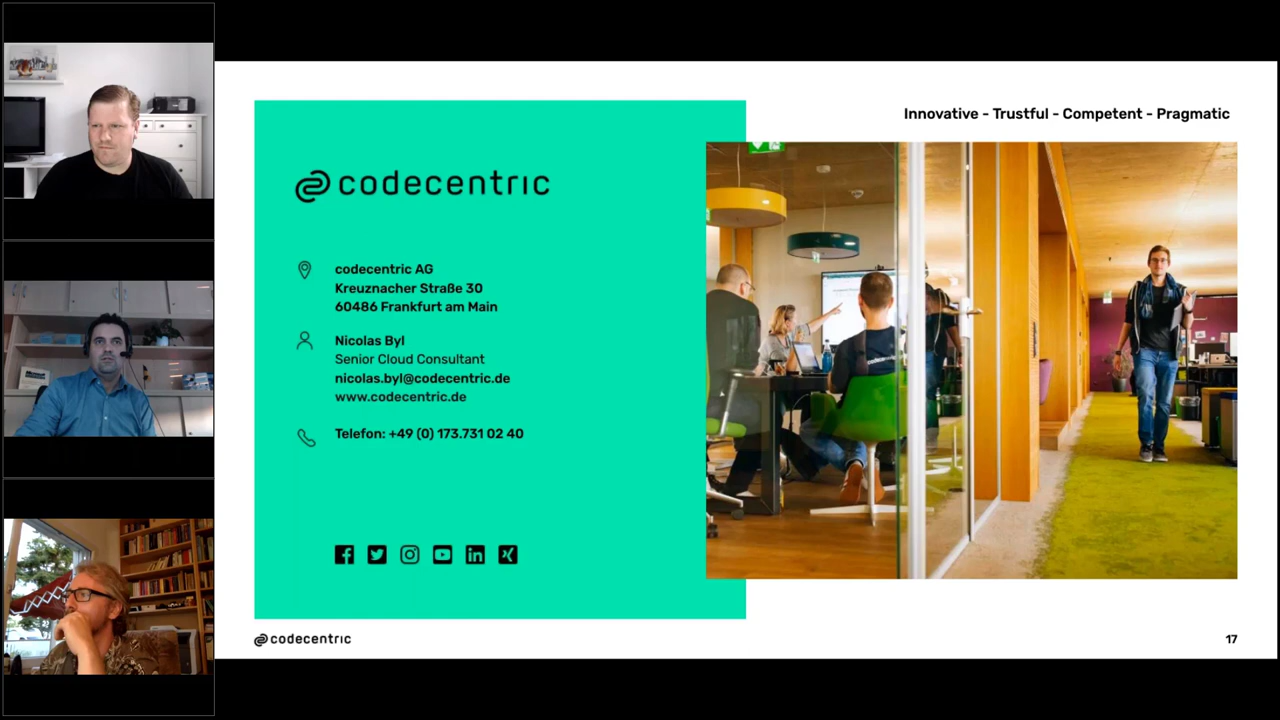 Innovative - Trustful - Competent - Pragmatic
codecentric
codecentric AG
Kreuznacher Straße 30
60486 Frankfurt am Main
Nicolas Byl
Senior Cloud Consultant
nicolas.byl@codecentric.de
www.codecentric.de
Telefon: +49 (0) 173.731 02 40
codecentric
17